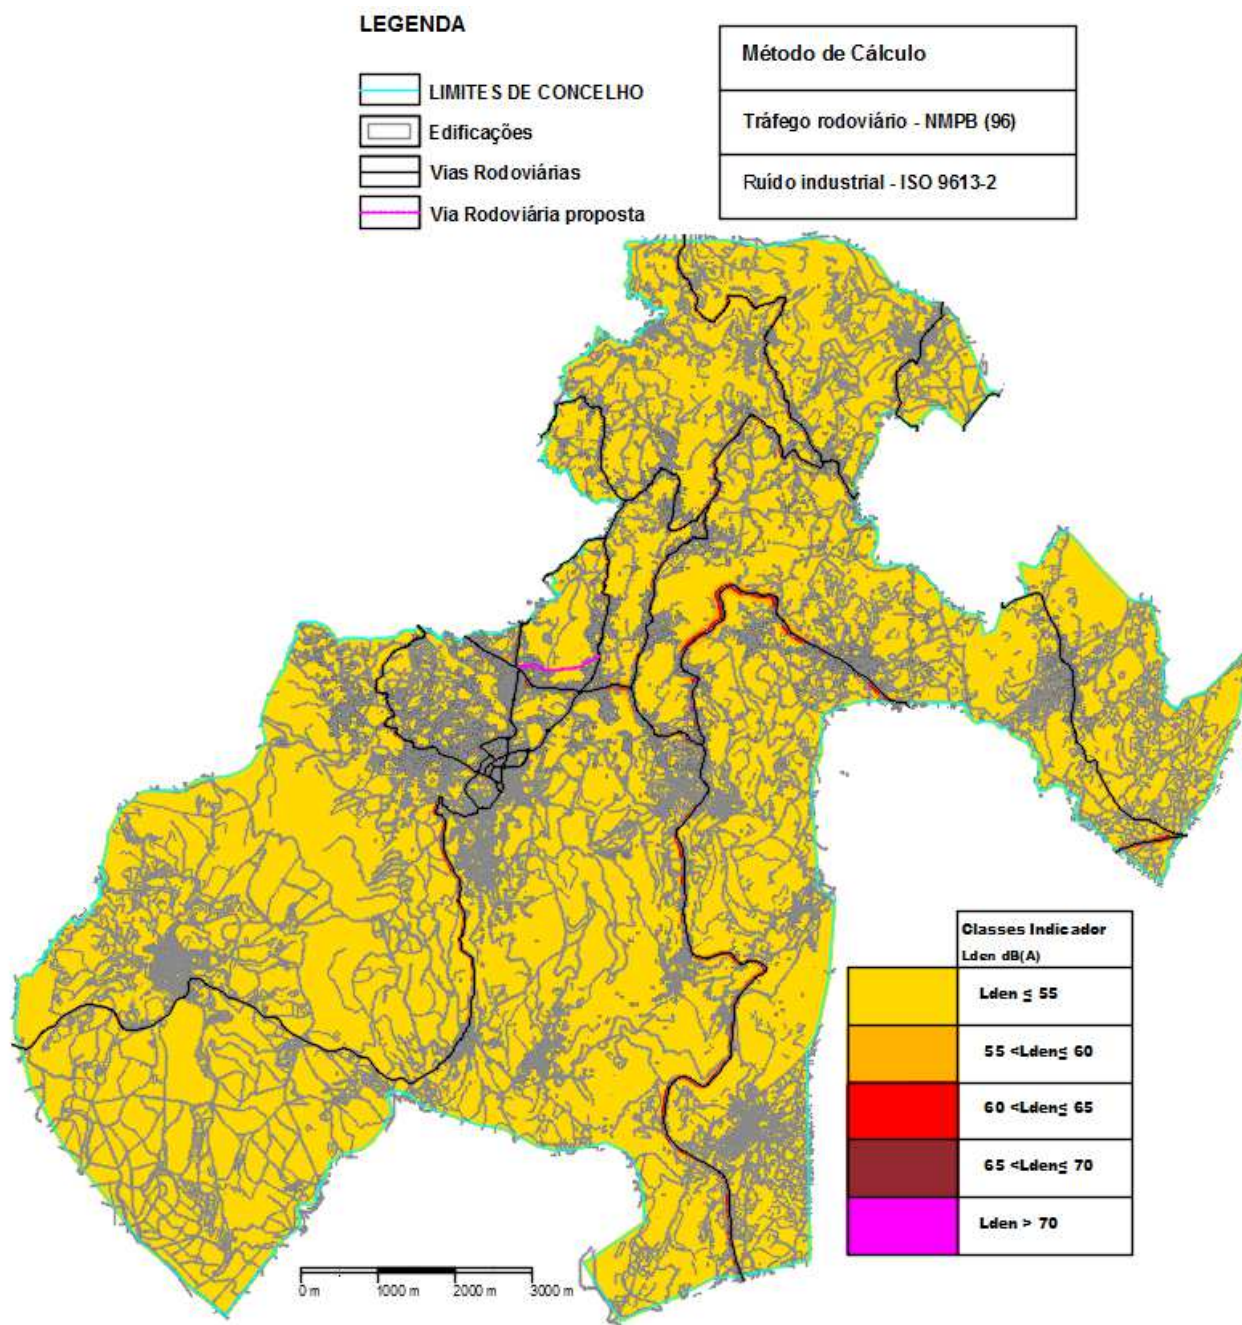 LEGENDA
LIMITES DE CONCELHO
Edificações
Vias Rodoviárias
Via Rodoviária proposta
Método de Cálculo
Tráfego rodoviário - NMPB (96)
Ruído industrial - ISO 9613-2
Classes Indicador
Lden dB(A)
Lden ≤ 55
55 <Lden≤ 60
60 <Lden≤ 65
65 <Lden≤ 70
Lden > 70
0 m 1000 m 2000 m 3000 m